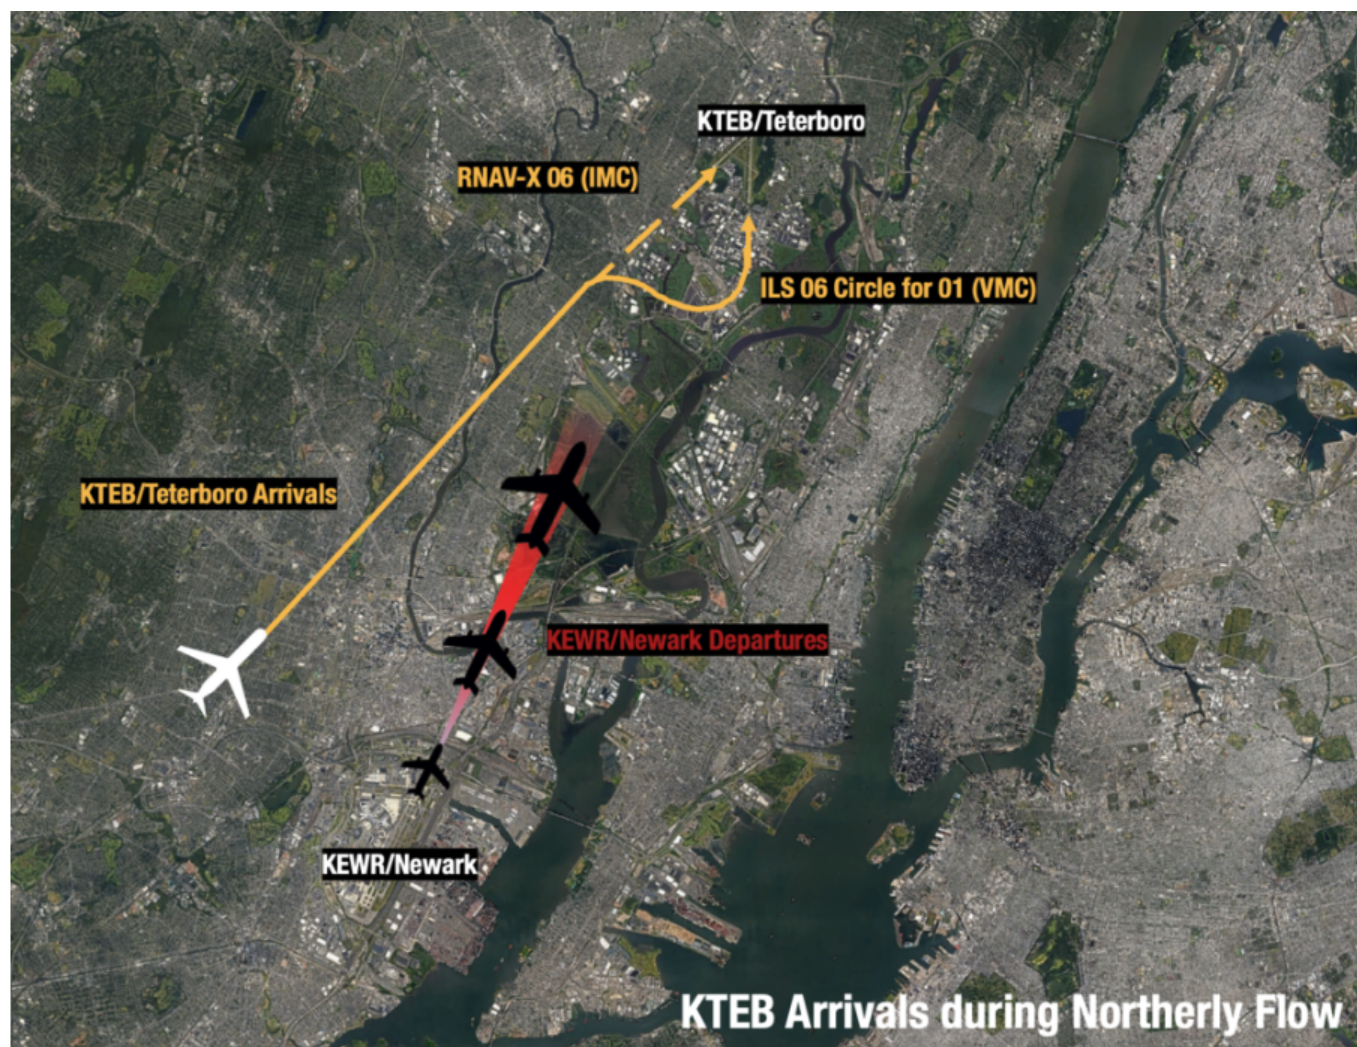 KTEB/Teterboro
RNAV-X 06 (IMC)
ILS 06 Circle for 01 (VMC)
KTEB/Teterboro Arrivals
KEWR/Newark Departures
KEWR/Newark
KTEB Arrivals during Northerly Flow